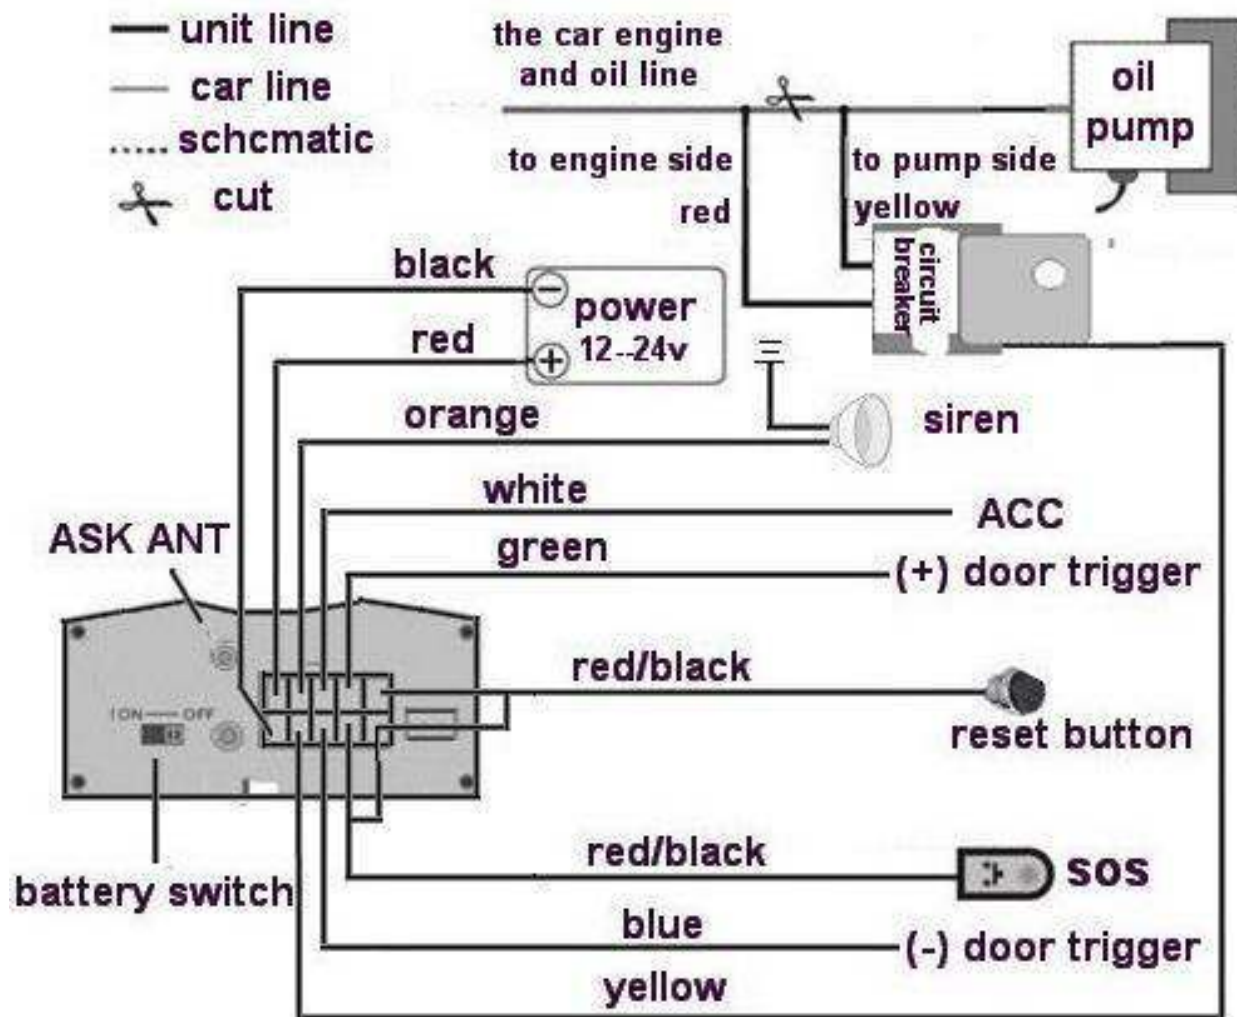 unit line
car line
schcmatic
cut
the car engine
and oil line
oil
pump
to engine side
to pump side
red
yellow
circuit
breaker
black
power
red
12--24v
orange
siren
white
ACC
ASK ANT
green
(+) door trigger
red/black
ON OFF
reset button
red/black
sos
battery switch
blue
(-) door trigger
yellow